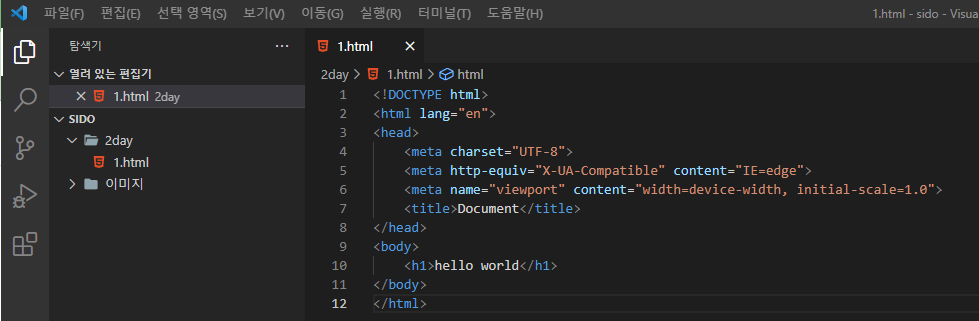 파일(F) 편집(E) 선택 영역(S) 보기(V) 이동(G) 실행(R) 터미널(T) 도움말(H) 1.html - sido - Visua
탐색기 ···
열려 있는 편집기
1.html 2day
SIDO
2day
1.html
이미지
1.html
2day > 1.html > html
1 <!DOCTYPE html>
2 <html lang="en">
3 <head>
4 <meta charset="UTF-8">
5 <meta http-equiv="X-UA-Compatible" content="IE=edge">
6 <meta name="viewport" content="width=device-width, initial-scale=1.0">
7 <title>Document</title>
8 </head>
9 <body>
10 <h1>hello world</h1>
11 </body>
12 </html>